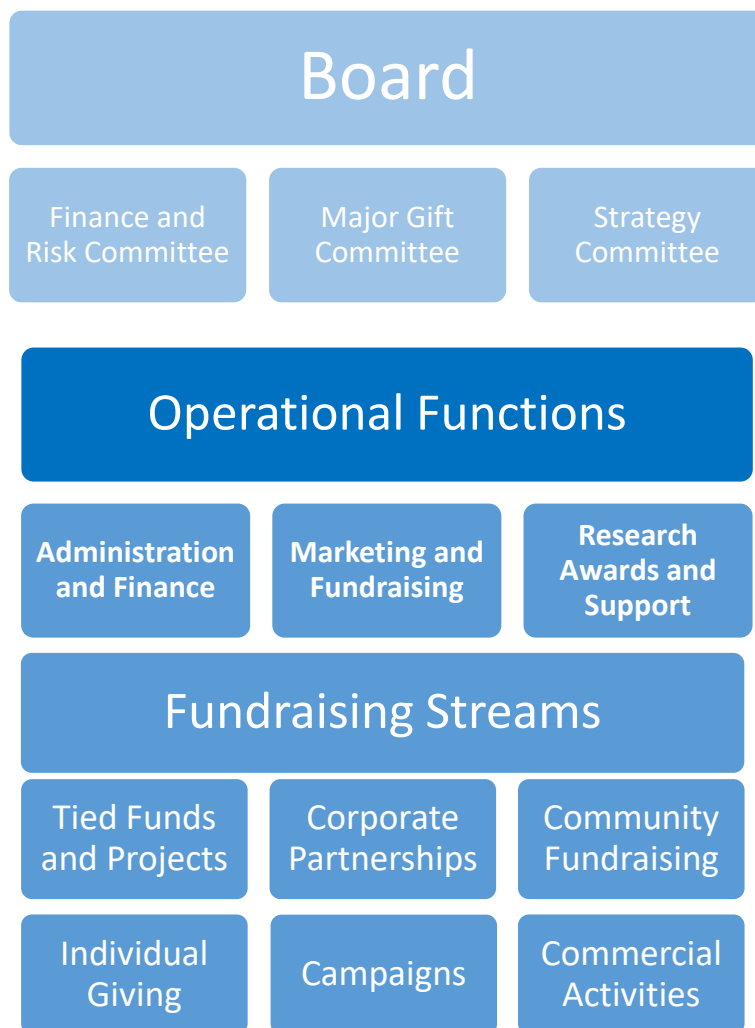 Board
Finance and
Risk Committee
Major Gift
Committee
Strategy
Committee
Operational Functions
Administration
and Finance
Marketing and
Fundraising
Research
Awards and
Support
Fundraising Streams
Tied Funds
and Projects
Corporate
Partnerships
Community
Fundraising
Individual
Giving
Campaigns
Commercial
Activities